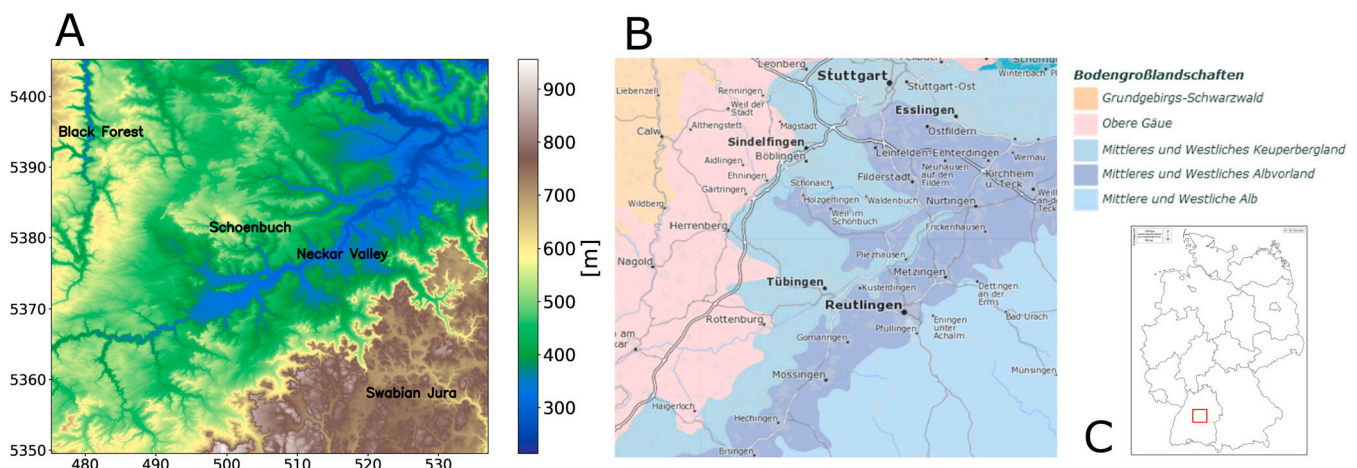 A
5400
5390
5380
5370
5360
5350
480
490
500
510
520
530
Black Forest
Schoenbuch
Neckar Valley
Swabian Jura
900
800
700
600
500
400
300
[m]
B
Leonberg
Stuttgart
Winterbach
Liebenzell
Renningen
Stuttgart-Ost
Weil der
Stadt
Esslingen
Calw
Althengstett
Magstadt
Ostfildern
Sindelfingen
Leinfelden-Echterdingen
Wernau
Böblingen
Aidlingen
Neuhausen
auf den
Fildern
Kirchheim
u. Teck
Ehningen
Filderstadt
Gärtringen
Schönaich
Holzgerlingen
Waldenbuch
Nürtingen
Wildberg
Weil im
Schönbuch
Herrenberg
Frickenhausen
Nagold
Pliezhausen
Metzingen
Tübingen
Kusterdingen
Dettingen
an der
Erms
Reutlingen
Rottenburg
Pfullingen
Eningen
unter
Achalm
Bad Urach
Gomaringen
Mössingen
Münsingen
Haigerloch
Hechingen
Bisingen
Bodengroßlandschaften
Grundgebirgs-Schwarzwald
Obere Gäue
Mittleres und Westliches Keuperbergland
Mittleres und Westliches Albvorland
Mittlere und Westliche Alb
C